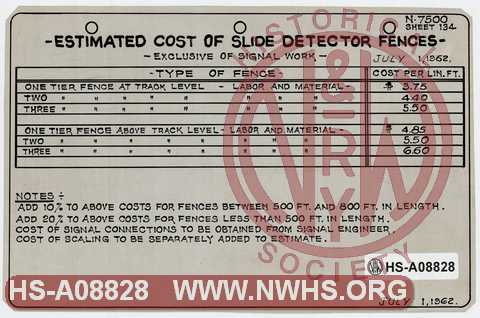 N-7500
SHEET 134
-ESTIMATED COST OF SLIDE DETECTOR FENCES-
-EXCLUSIVE OF SIGNAL WORK-
JULY 1, 1962.
-TYPE OF FENCE-
COST PER LIN. FT.
ONE TIER FENCE AT TRACK LEVEL - LABOR AND MATERIAL - $ 3.75
TWO " " " " " " " " 4.40
THREE " " " " " " " " 5.50
ONE TIER FENCE ABOVE TRACK LEVEL - LABOR AND MATERIAL - $ 4.85
TWO " " " " " " " " 5.50
THREE " " " " " " " " 6.60
NOTES :-
ADD 10% TO ABOVE COSTS FOR FENCES BETWEEN 500 FT. AND 800 FT. IN LENGTH.
ADD 20% TO ABOVE COSTS FOR FENCES LESS THAN 500 FT. IN LENGTH.
COST OF SIGNAL CONNECTIONS TO BE OBTAINED FROM SIGNAL ENGINEER.
COST OF SCALING TO BE SEPARATELY ADDED TO ESTIMATE.
HISTORICAL
SOCIETY
HS-A08828
HS-A08828 WWW.NWHS.ORG
JULY 1, 1962.